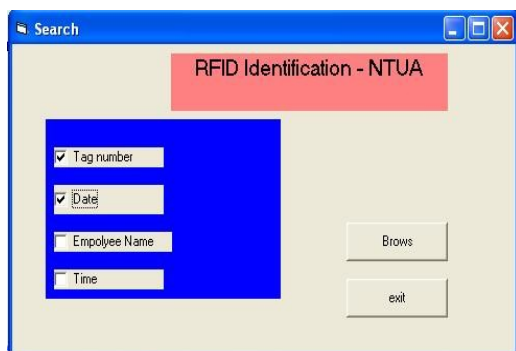 Search
RFID Identification - NTUA
Tag number
Date
Empolyee Name
Time
Brows
exit